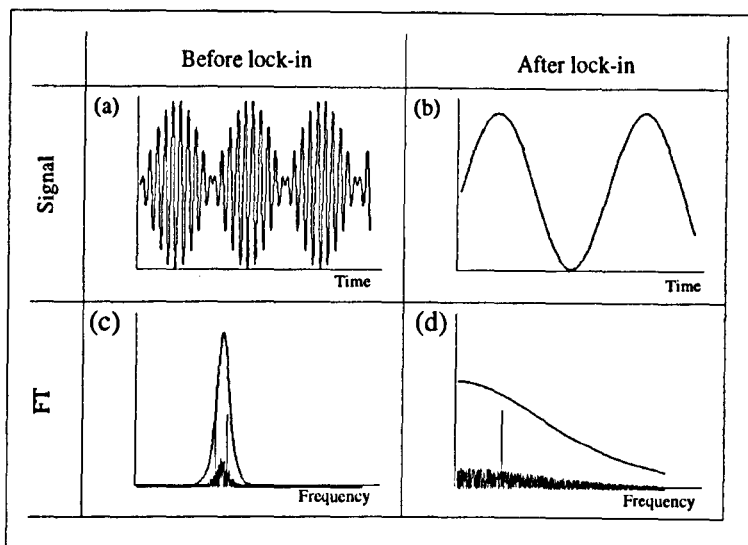 Before lock-in
After lock-in
Signal
(a)
Time
(b)
Time
FT
(c)
Frequency
(d)
Frequency